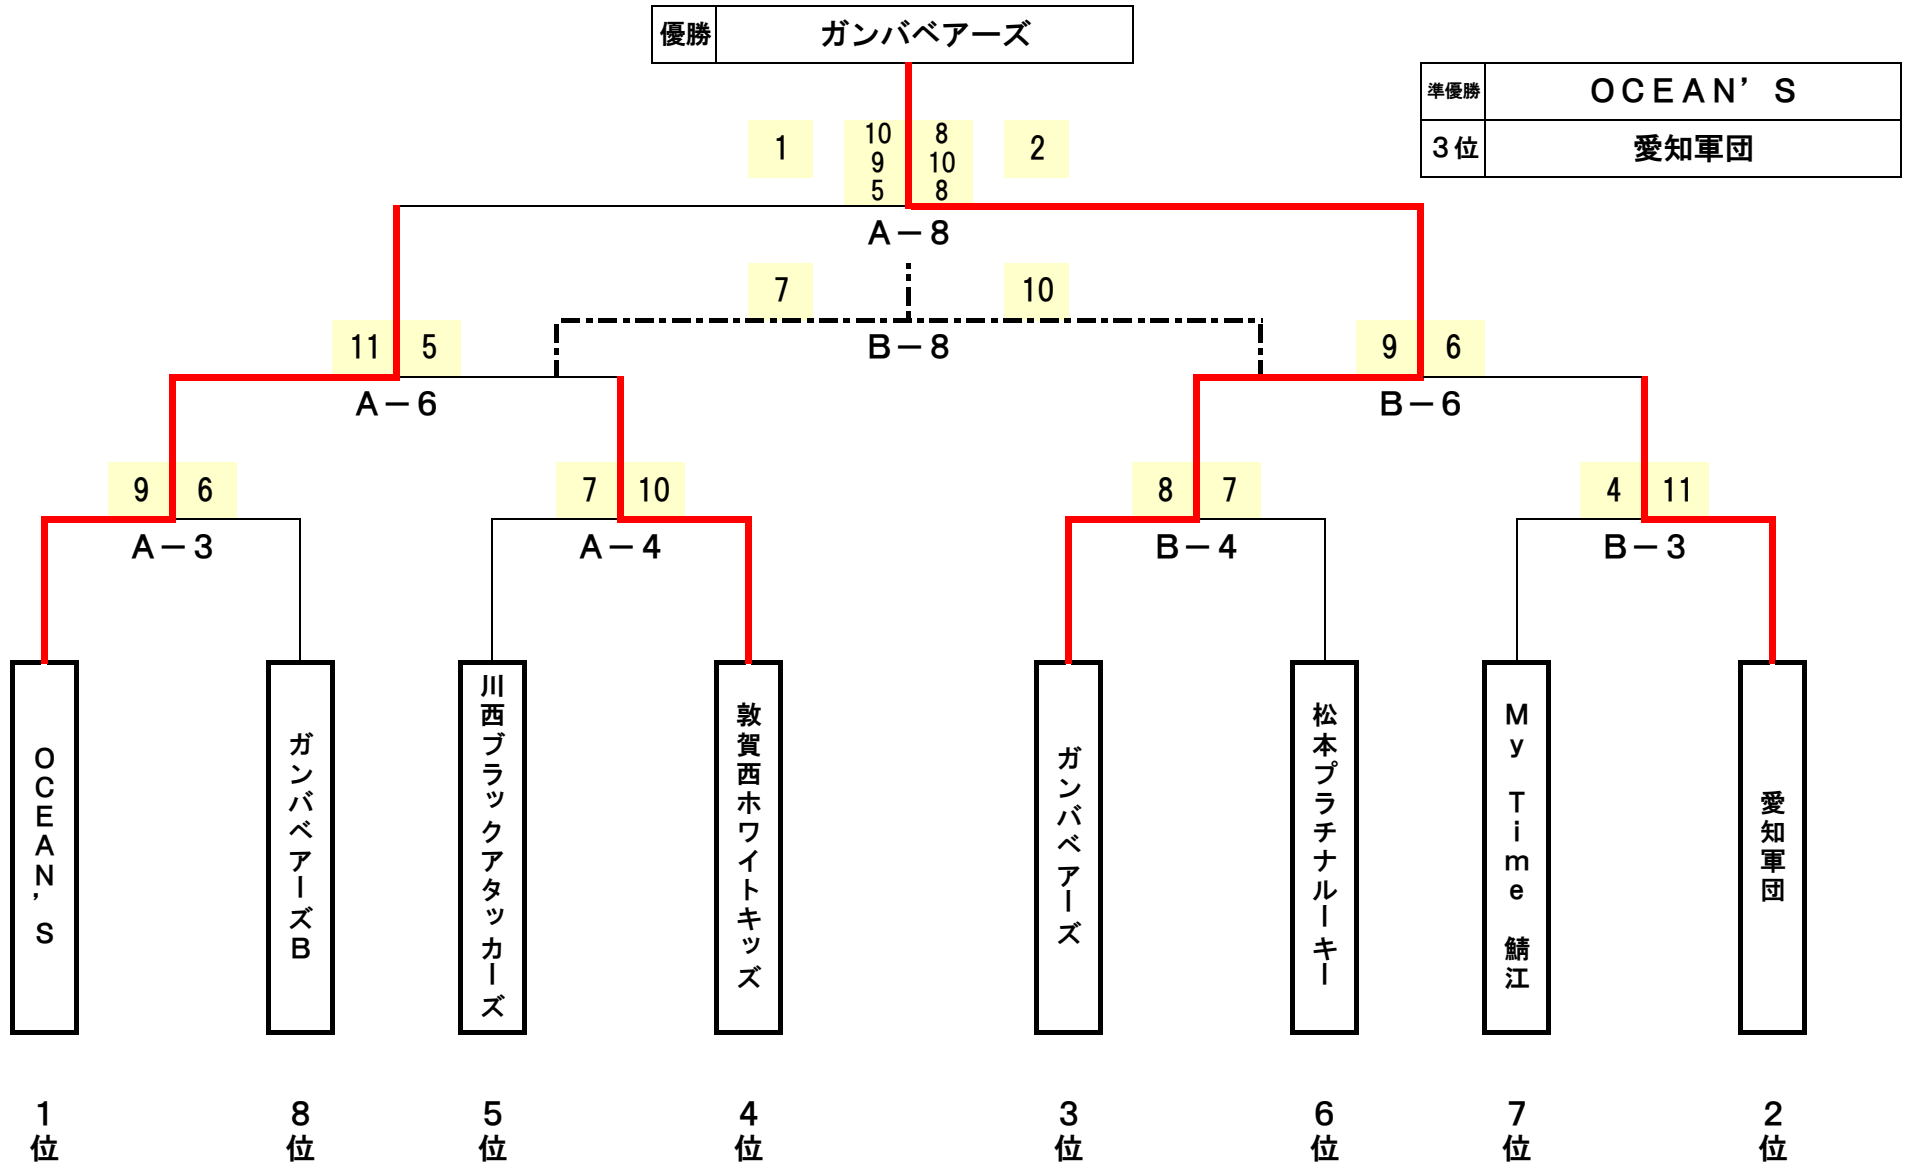 優勝 ガンバベアーズ
準優勝 ＯＣＥＡＮ’Ｓ
３位 愛知軍団
1 10 8 2
9 10
5 8
Ａ－８
7 10
Ｂ－８
11 5 9 6
Ａ－６ Ｂ－６
9 6 7 10 8 7 4 11
Ａ－３ Ａ－４ Ｂ－４ Ｂ－３
ＯＣＥＡＮ’Ｓ
ガンバベアーズＢ
川西ブラックアタッカーズ
敦賀西ホワイトキッズ
ガンバベアーズ
松本プラチナルーキー
Ｍｙ　Ｔｉｍｅ　鯖江
愛知軍団
１位 ８位 ５位 ４位 ３位 ６位 ７位 ２位